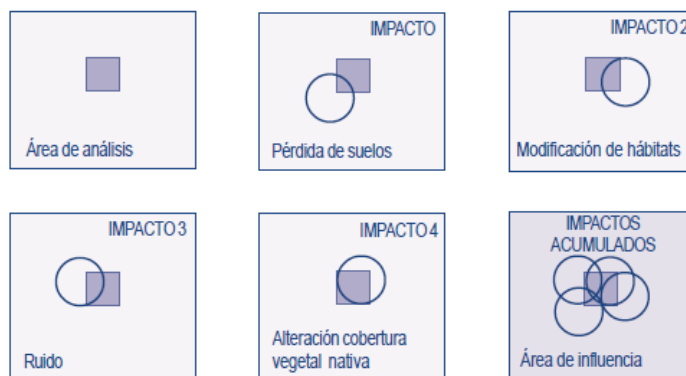 Área de análisis
IMPACTO
Pérdida de suelos
IMPACTO 2
Modificación de hábitats
IMPACTO 3
Ruido
IMPACTO 4
Alteración cobertura
vegetal nativa
IMPACTOS
ACUMULADOS
Área de influencia